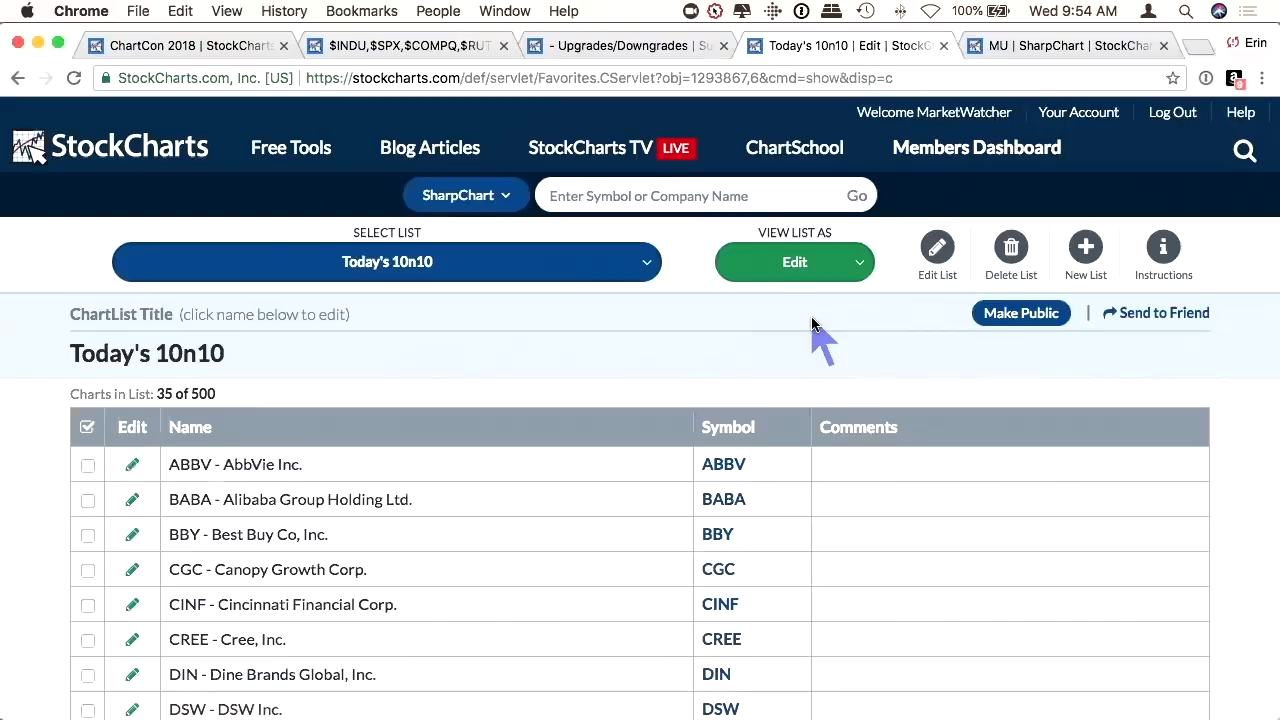 Chrome File Edit View History Bookmarks People Window Help 100% Wed 9:54 AM
ChartCon 2018 | StockCharts
$INDU,$SPX,$COMPQ,$RUT
- Upgrades/Downgrades | Su
Today's 10n10 | Edit | StockC
MU | SharpChart | StockChar
Erin
StockCharts.com, Inc. [US] https://stockcharts.com/def/servlet/Favorites.CServlet?obj=1293867,6&cmd=show&disp=c
Welcome MarketWatcher Your Account Log Out Help
StockCharts Free Tools Blog Articles StockCharts TV LIVE ChartSchool Members Dashboard
SharpChart Enter Symbol or Company Name Go
SELECT LIST VIEW LIST AS
Today's 10n10 Edit
Edit List Delete List New List Instructions
ChartList Title (click name below to edit) Make Public | Send to Friend
Today's 10n10
Charts in List: 35 of 500
Edit Name Symbol Comments
ABBV - AbbVie Inc. ABBV
BABA - Alibaba Group Holding Ltd. BABA
BBY - Best Buy Co, Inc. BBY
CGC - Canopy Growth Corp. CGC
CINF - Cincinnati Financial Corp. CINF
CREE - Cree, Inc. CREE
DIN - Dine Brands Global, Inc. DIN
DSW - DSW Inc. DSW